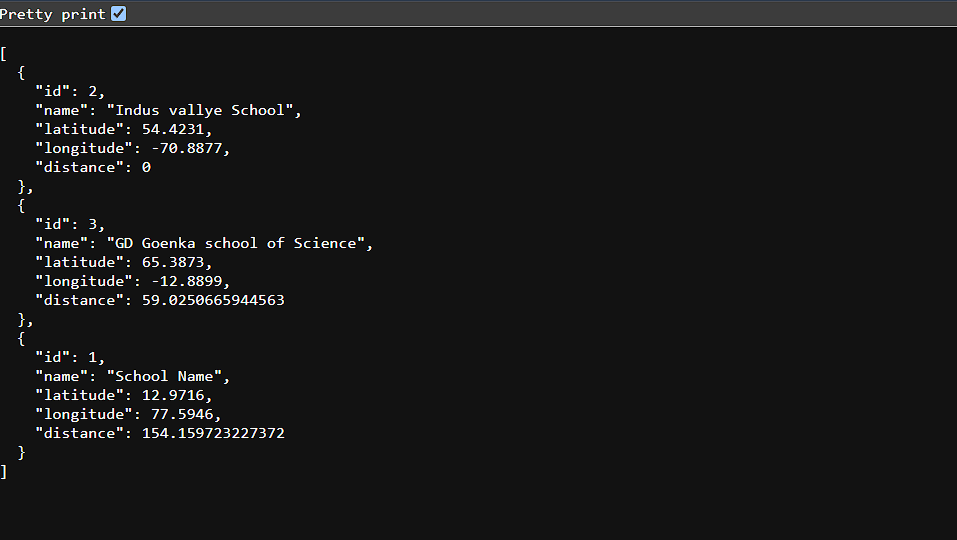 Pretty print
[
  {
    "id": 2,
    "name": "Indus vallye School",
    "latitude": 54.4231,
    "longitude": -70.8877,
    "distance": 0
  },
  {
    "id": 3,
    "name": "GD Goenka school of Science",
    "latitude": 65.3873,
    "longitude": -12.8899,
    "distance": 59.0250665944563
  },
  {
    "id": 1,
    "name": "School Name",
    "latitude": 12.9716,
    "longitude": 77.5946,
    "distance": 154.159723227372
  }
]